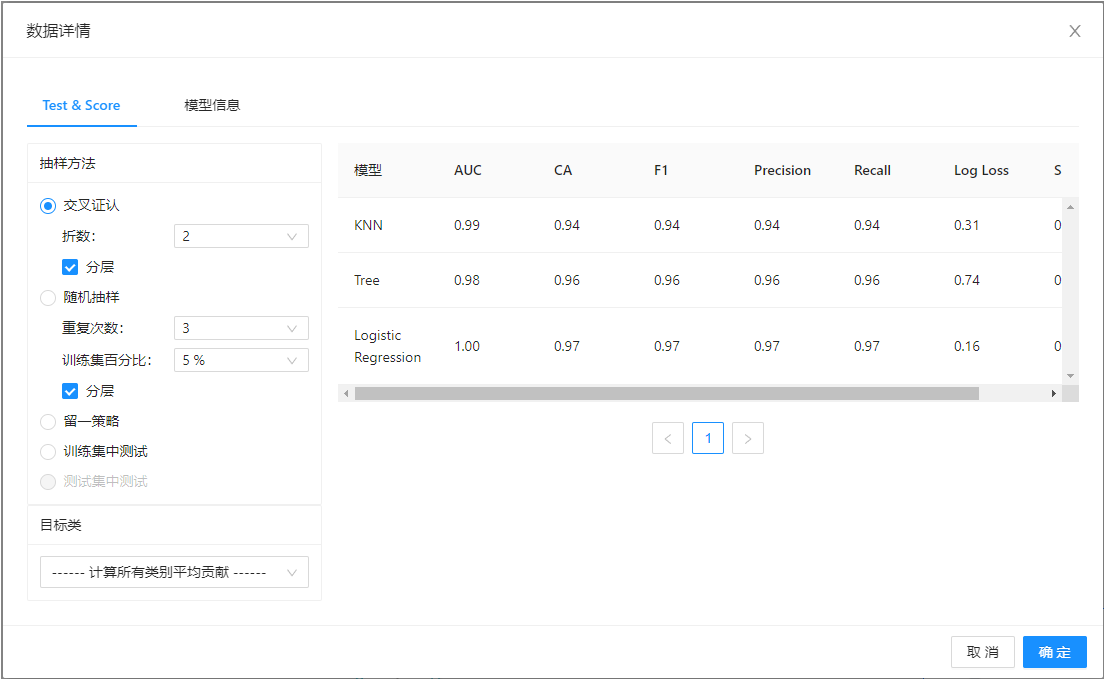 数据详情
Test & Score 模型信息
抽样方法
交叉证认
折数: 2
分层
随机抽样
重复次数: 3
训练集百分比: 5 %
分层
留一策略
训练集中测试
测试集中测试
目标类
------ 计算所有类别平均贡献 ------
模型 AUC CA F1 Precision Recall Log Loss S
KNN 0.99 0.94 0.94 0.94 0.94 0.31 0
Tree 0.98 0.96 0.96 0.96 0.96 0.74 0
Logistic
Regression 1.00 0.97 0.97 0.97 0.97 0.16 0
< 1 >
取 消 确 定